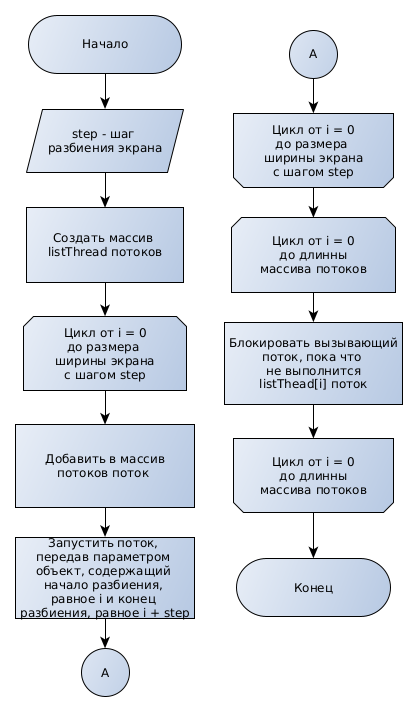 Начало
step - шаг
разбиения экрана
Создать массив
listThread потоков
Цикл от i = 0
до размера
ширины экрана
с шагом step
Добавить в массив
потоков поток
Запустить поток,
передав параметром
объект, содержащий
начало разбиения,
равное i и конец
разбиения, равное i + step
A
A
Цикл от i = 0
до размера
ширины экрана
с шагом step
Цикл от i = 0
до длинны
массива потоков
Блокировать вызывающий
поток, пока что
не выполнится
listThead[i] поток
Цикл от i = 0
до длинны
массива потоков
Конец